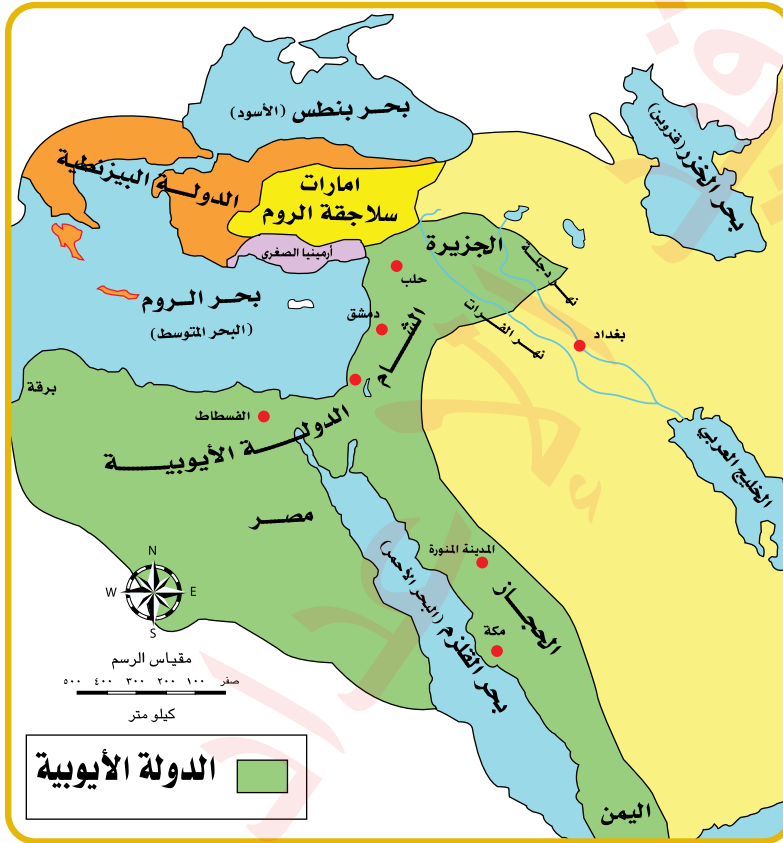 بحر بنطس (الأسود)
بحر الخزر (قزوين)
الدولة البيزنطية
امارات
سلاجقة الروم
أرمينيا الصغرى
الجزيرة
نهر دجلة
حلب
بحر الروم
(البحر المتوسط)
دمشق
الشام
نهر الفرات
بغداد
برقة
الفسطاط
الدولة الأيوبية
الخليج العربي
مصر
المدينة المنورة
الحجاز
بحر القلزم (البحر الأحمر)
مكة
N
W
E
S
مقياس الرسم
صفر ١٠٠ ٢٠٠ ٣٠٠ ٤٠٠ ٥٠٠
كيلو متر
الدولة الأيوبية
اليمن